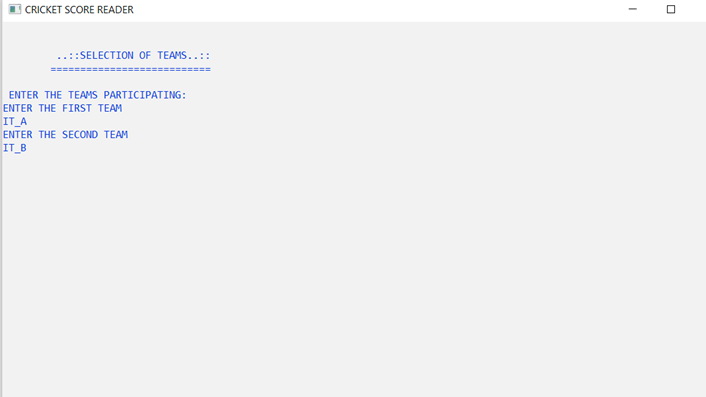 CRICKET SCORE READER
..::SELECTION OF TEAMS..::
===========================
ENTER THE TEAMS PARTICIPATING:
ENTER THE FIRST TEAM
IT_A
ENTER THE SECOND TEAM
IT_B